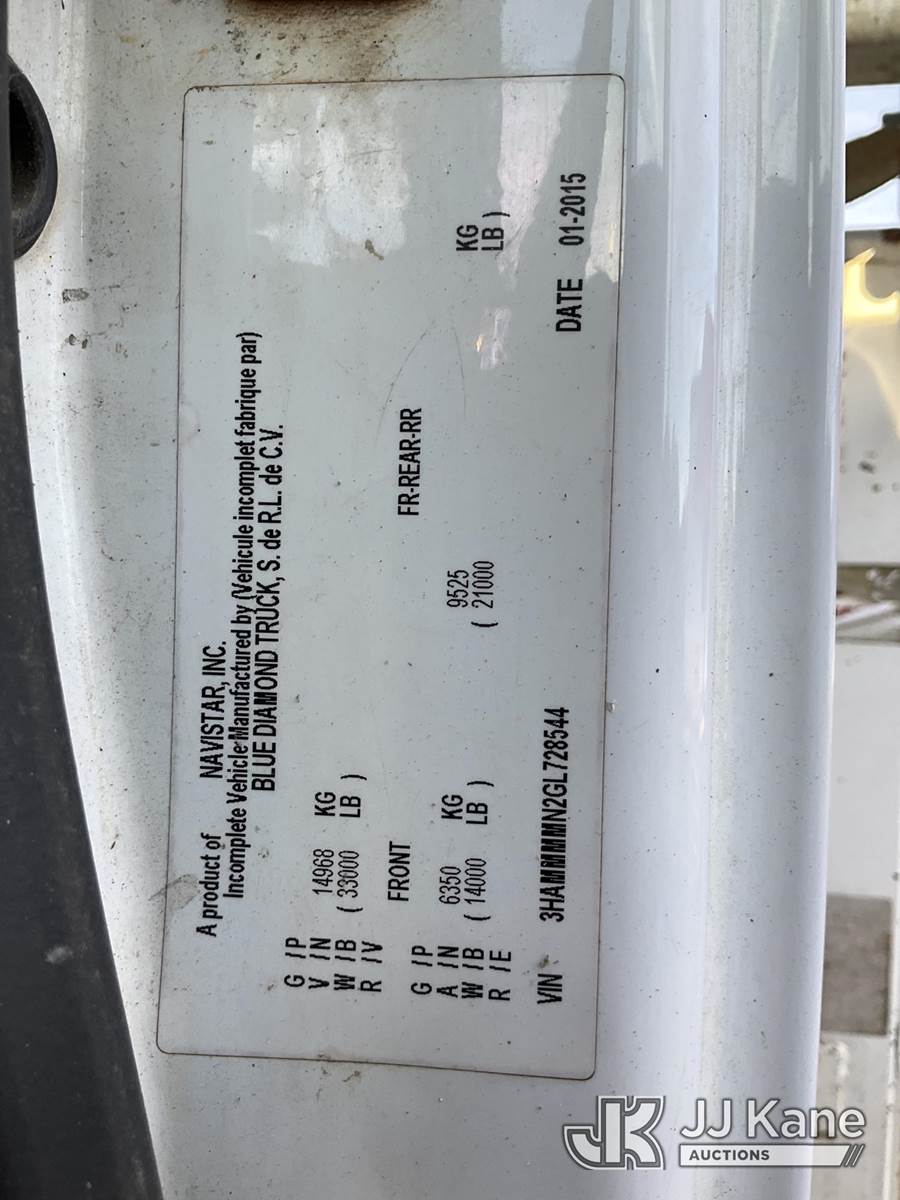 A product of NAVISTAR, INC.
Incomplete Vehicle Manufactured by (Vehicule incomplet fabrique par)
BLUE DIAMOND TRUCK, S. de R.L. de C.V.
G / P
V / N 14968 KG
W / B ( 33000 LB )
R / V
FRONT FR-REAR-RR
G / P
A / N 6350 KG 9525 KG
W / B ( 14000 LB ) ( 21000 LB )
R / E
VIN 3HAMMMMN2GL728544 DATE 01-2015
JK JJ Kane
AUCTIONS